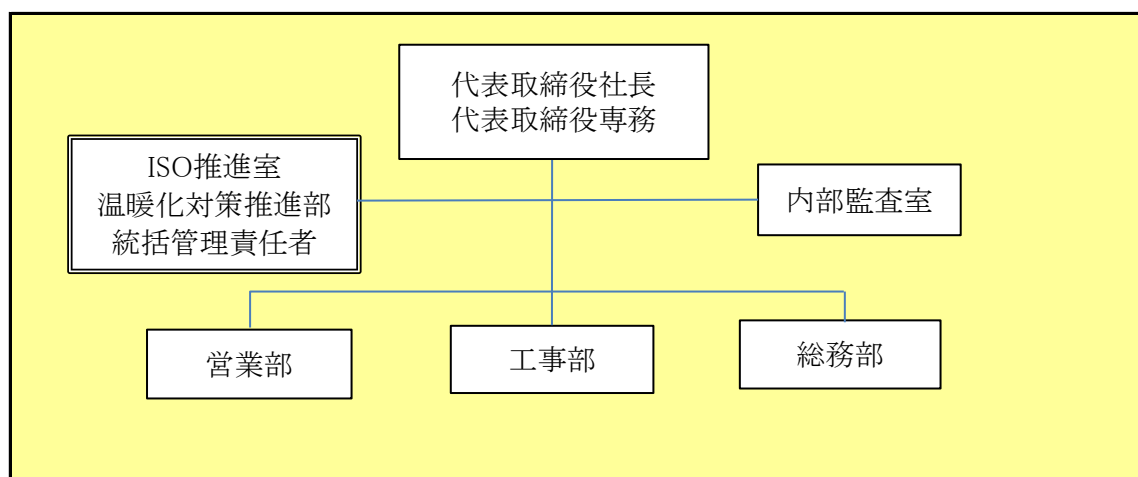 代表取締役社長
代表取締役専務
ISO推進室
温暖化対策推進部
統括管理責任者
内部監査室
営業部
工事部
総務部